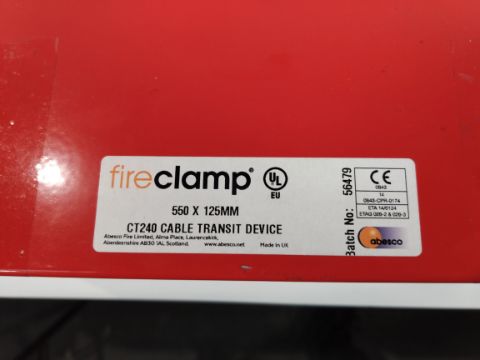 fireclamp®
UL
EU
550 X 125MM
CT240 CABLE TRANSIT DEVICE
Abesco Fire Limited, Alma Place, Laurencekirk,
Aberdeenshire AB30 1AL, Scotland. www.abesco.net Made in UK
Batch No: 56479
CE
0843
14
0843-CPR-0174
ETA 14/0124
ETAG 026-2 & 026-3
abesco